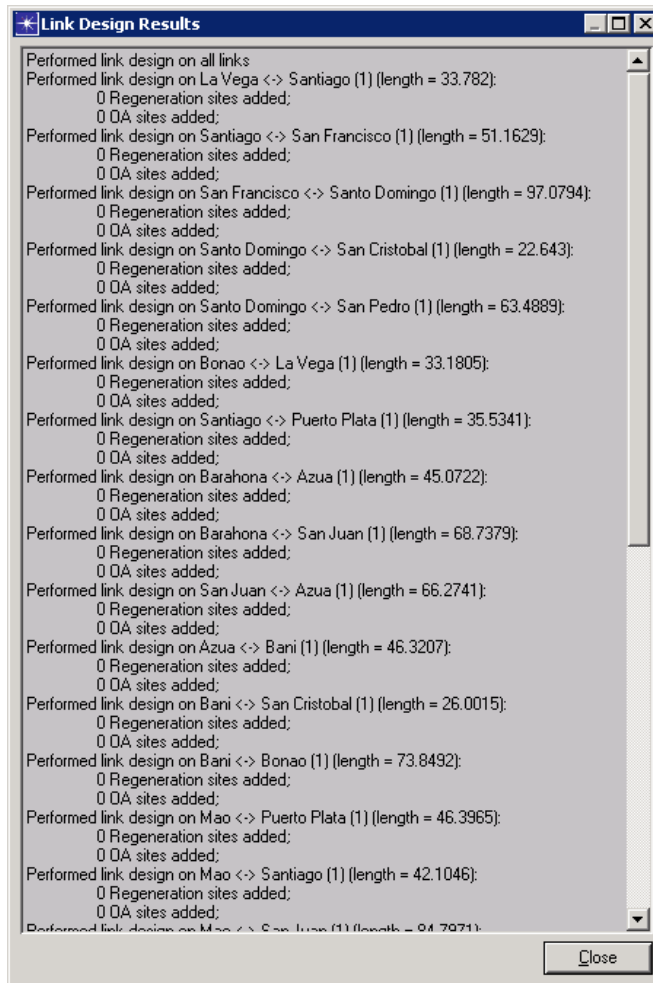 Link Design Results
Performed link design on all links
Performed link design on La Vega <-> Santiago (1) (length = 33.782):
0 Regeneration sites added;
0 OA sites added;
Performed link design on Santiago <-> San Francisco (1) (length = 51.1629):
0 Regeneration sites added;
0 OA sites added;
Performed link design on San Francisco <-> Santo Domingo (1) (length = 97.0794):
0 Regeneration sites added;
0 OA sites added;
Performed link design on Santo Domingo <-> San Cristobal (1) (length = 22.643):
0 Regeneration sites added;
0 OA sites added;
Performed link design on Santo Domingo <-> San Pedro (1) (length = 63.4889):
0 Regeneration sites added;
0 OA sites added;
Performed link design on Bonao <-> La Vega (1) (length = 33.1805):
0 Regeneration sites added;
0 OA sites added;
Performed link design on Santiago <-> Puerto Plata (1) (length = 35.5341):
0 Regeneration sites added;
0 OA sites added;
Performed link design on Barahona <-> Azua (1) (length = 45.0722):
0 Regeneration sites added;
0 OA sites added;
Performed link design on Barahona <-> San Juan (1) (length = 68.7379):
0 Regeneration sites added;
0 OA sites added;
Performed link design on San Juan <-> Azua (1) (length = 66.2741):
0 Regeneration sites added;
0 OA sites added;
Performed link design on Azua <-> Bani (1) (length = 46.3207):
0 Regeneration sites added;
0 OA sites added;
Performed link design on Bani <-> San Cristobal (1) (length = 26.0015):
0 Regeneration sites added;
0 OA sites added;
Performed link design on Bani <-> Bonao (1) (length = 73.8492):
0 Regeneration sites added;
0 OA sites added;
Performed link design on Mao <-> Puerto Plata (1) (length = 46.3965):
0 Regeneration sites added;
0 OA sites added;
Performed link design on Mao <-> Santiago (1) (length = 42.1046):
0 Regeneration sites added;
0 OA sites added;
Performed link design on Mao <-> San Juan (1) (length = 84.7971):
Close